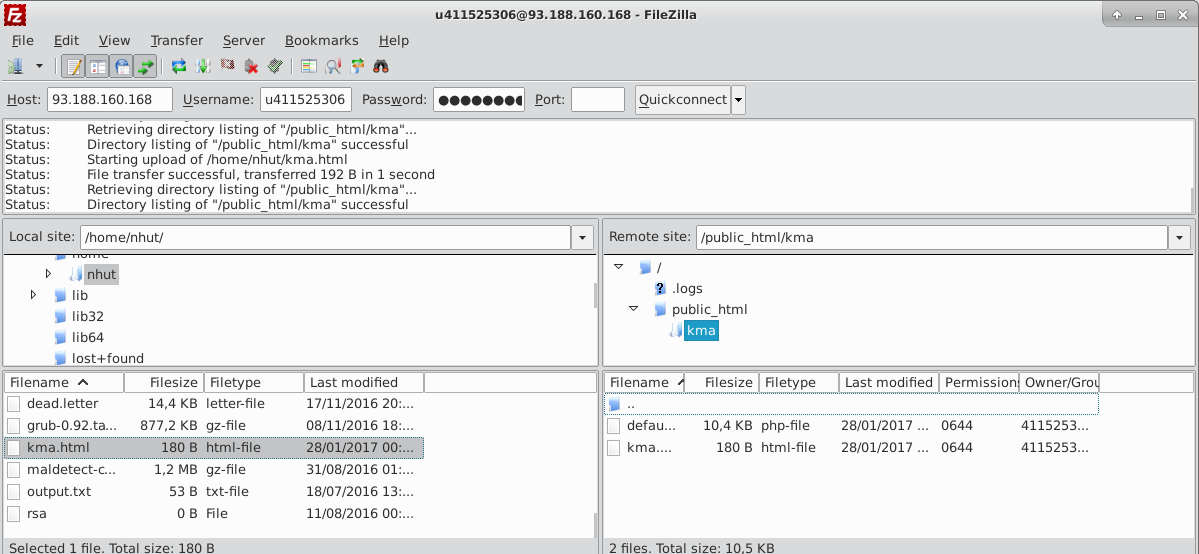 u411525306@93.188.160.168 - FileZilla
File Edit View Transfer Server Bookmarks Help
Host: 93.188.160.168 Username: u411525306 Password: ●●●●●●●● Port: Quickconnect
Status: Retrieving directory listing of "/public_html/kma"...
Status: Directory listing of "/public_html/kma" successful
Status: Starting upload of /home/nhut/kma.html
Status: File transfer successful, transferred 192 B in 1 second
Status: Retrieving directory listing of "/public_html/kma"...
Status: Directory listing of "/public_html/kma" successful
Local site: /home/nhut/
home
nhut
lib
lib32
lib64
lost+found
Filename Filesize Filetype Last modified
dead.letter 14,4 KB letter-file 17/11/2016 20:...
grub-0.92.ta... 877,2 KB gz-file 08/11/2016 18:...
kma.html 180 B html-file 28/01/2017 00:...
maldetect-c... 1,2 MB gz-file 31/08/2016 01:...
output.txt 53 B txt-file 18/07/2016 13:...
rsa 0 B File 11/08/2016 00:...
Selected 1 file. Total size: 180 B
Remote site: /public_html/kma
/
.logs
public_html
kma
Filename Filesize Filetype Last modified Permission Owner/Grou
..
defau... 10,4 KB php-file 28/01/2017 ... 0644 4115253...
kma.... 180 B html-file 28/01/2017 ... 0644 4115253...
2 files. Total size: 10,5 KB